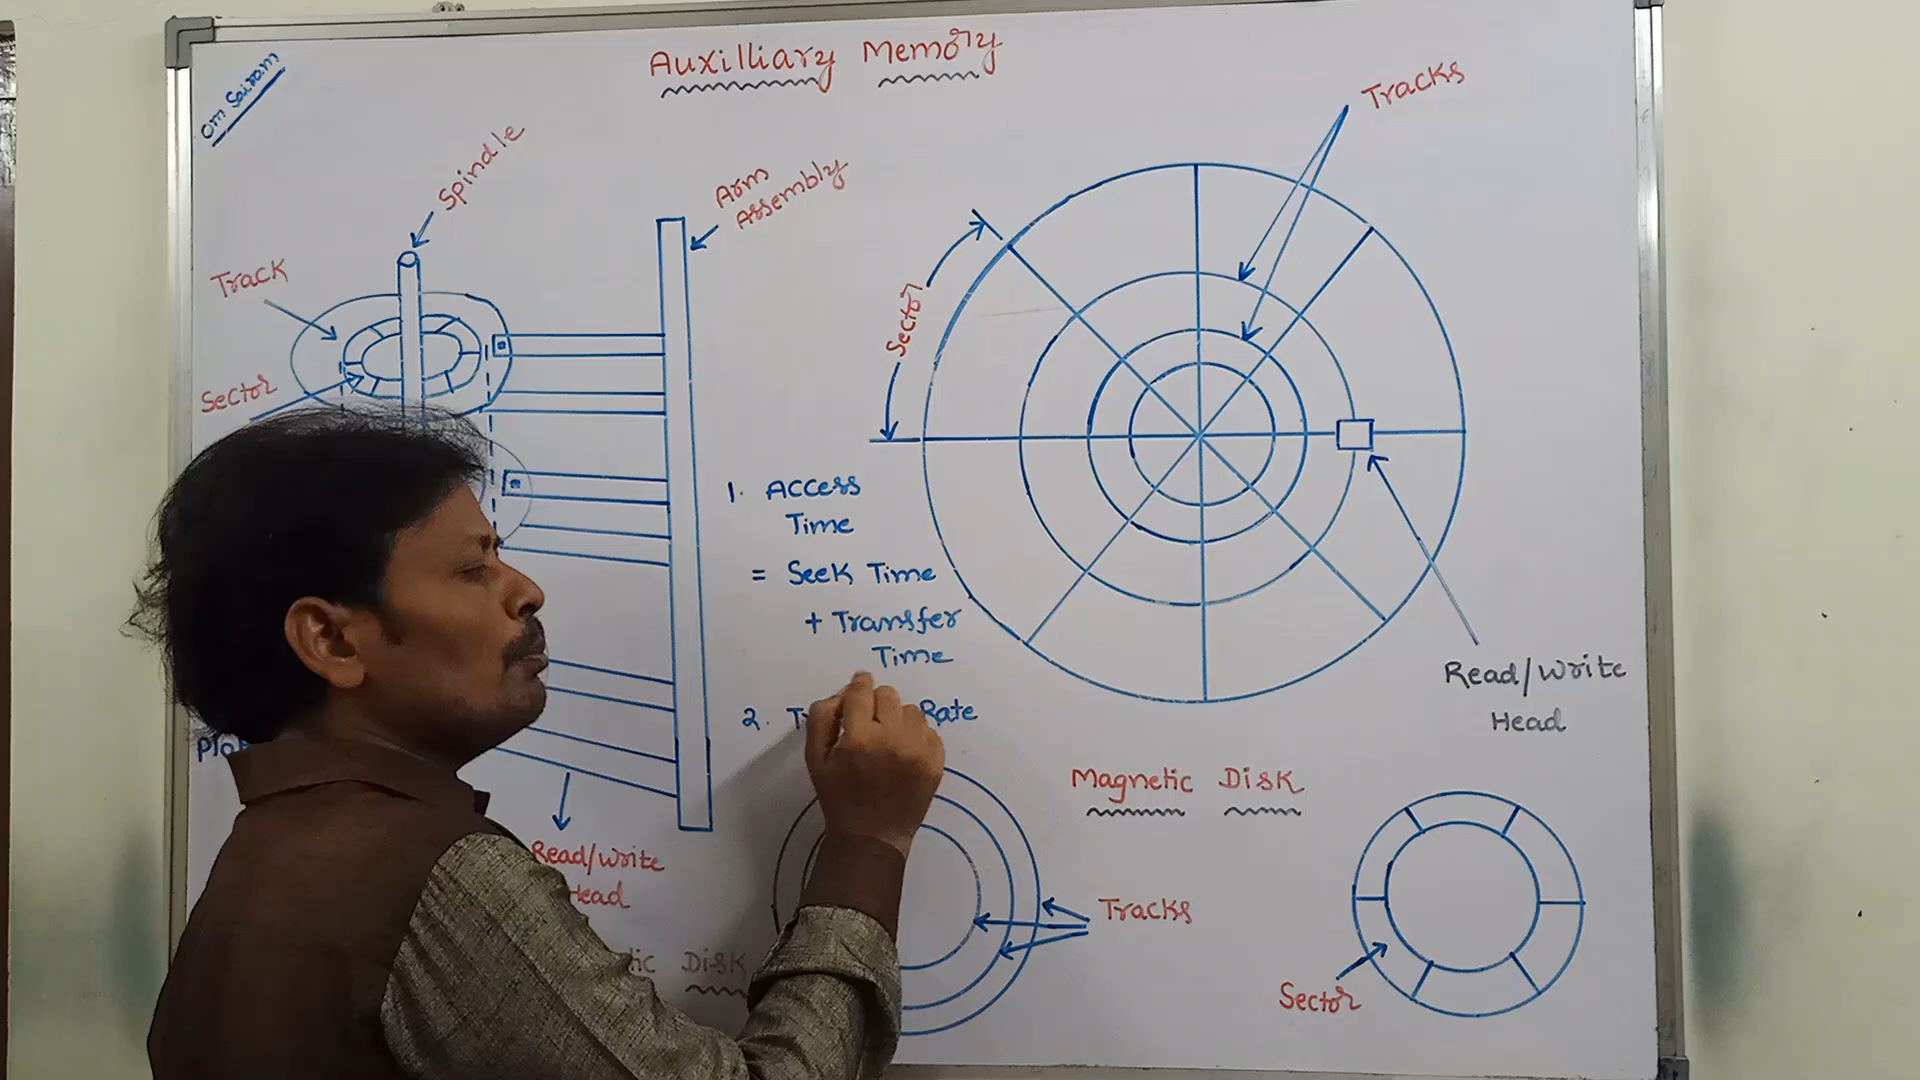 Om Sairam
Auxilliary Memory
Tracks
Spindle
Arm
Assembly
Track
Sector
Sector
1. Access
Time
= Seek Time
+ Transfer
Time
2. Rate
Read/Write
Head
Magnetic Disk
Read/Write
Head
Tracks
Sector
Disk